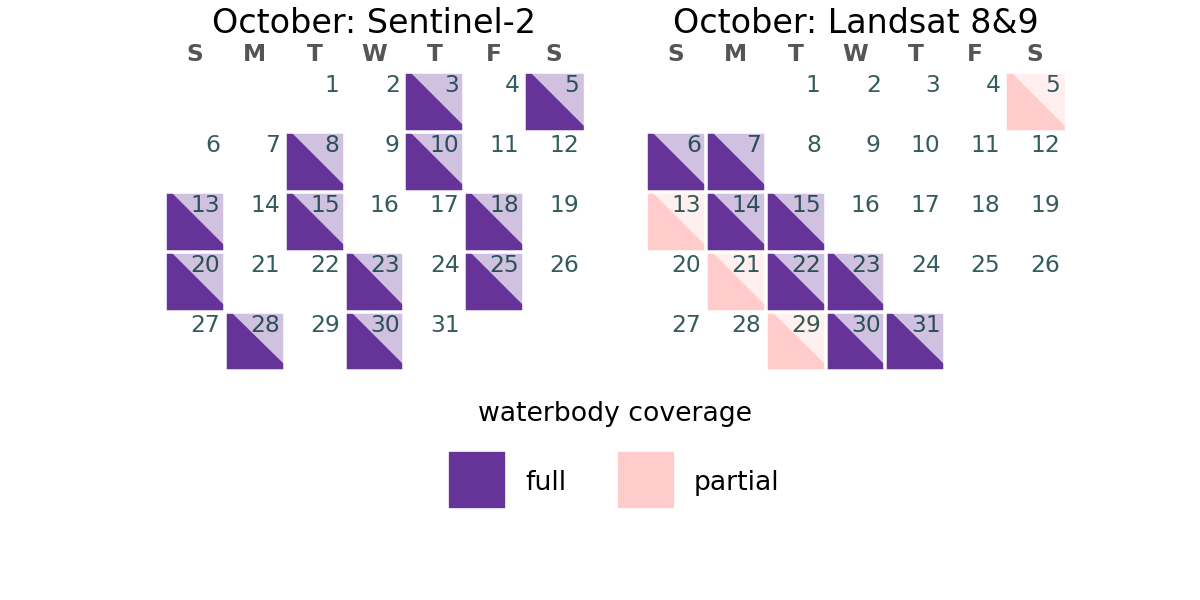 October: Sentinel-2
S M T W T F S
1 2 3 4 5
6 7 8 9 10 11 12
13 14 15 16 17 18 19
20 21 22 23 24 25 26
27 28 29 30 31
October: Landsat 8&9
S M T W T F S
1 2 3 4 5
6 7 8 9 10 11 12
13 14 15 16 17 18 19
20 21 22 23 24 25 26
27 28 29 30 31
waterbody coverage
full partial